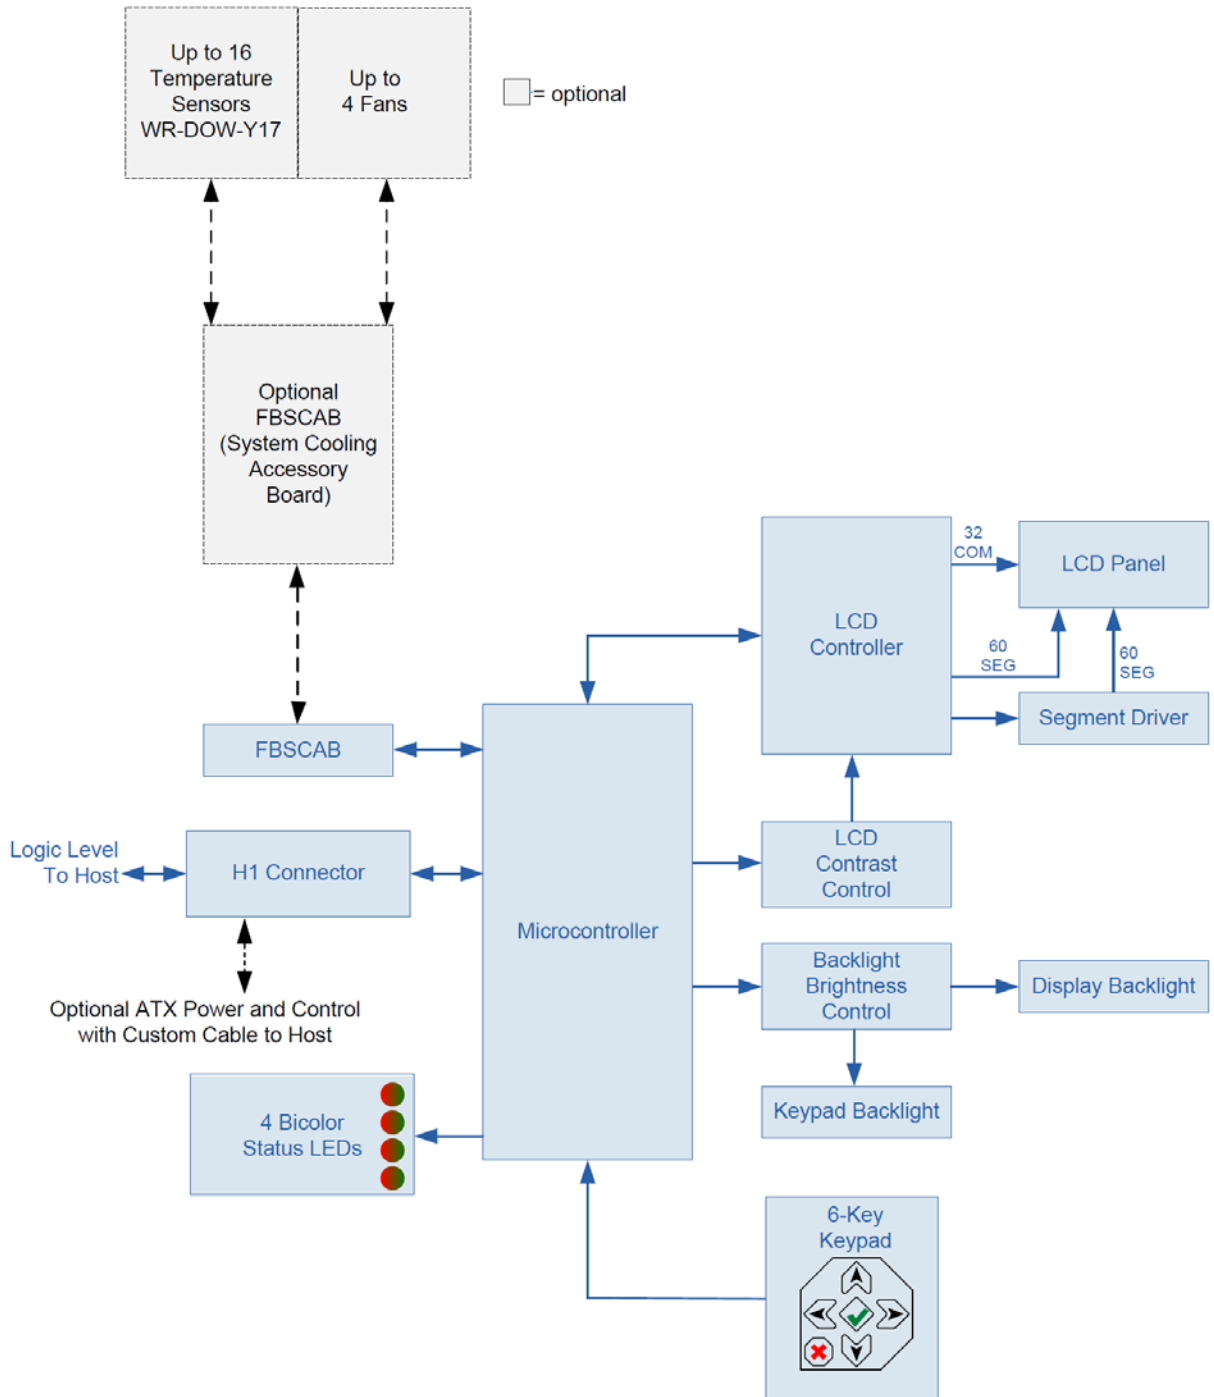 Up to 16
Temperature
Sensors
WR-DOW-Y17
Up to
4 Fans
= optional
Optional
FBSCAB
(System Cooling
Accessory
Board)
32
COM
LCD Panel
LCD
Controller
60
SEG
60
SEG
Segment Driver
FBSCAB
Logic Level
To Host
H1 Connector
LCD
Contrast
Control
Microcontroller
Backlight
Brightness
Control
Display Backlight
Optional ATX Power and Control
with Custom Cable to Host
Keypad Backlight
4 Bicolor
Status LEDs
6-Key
Keypad